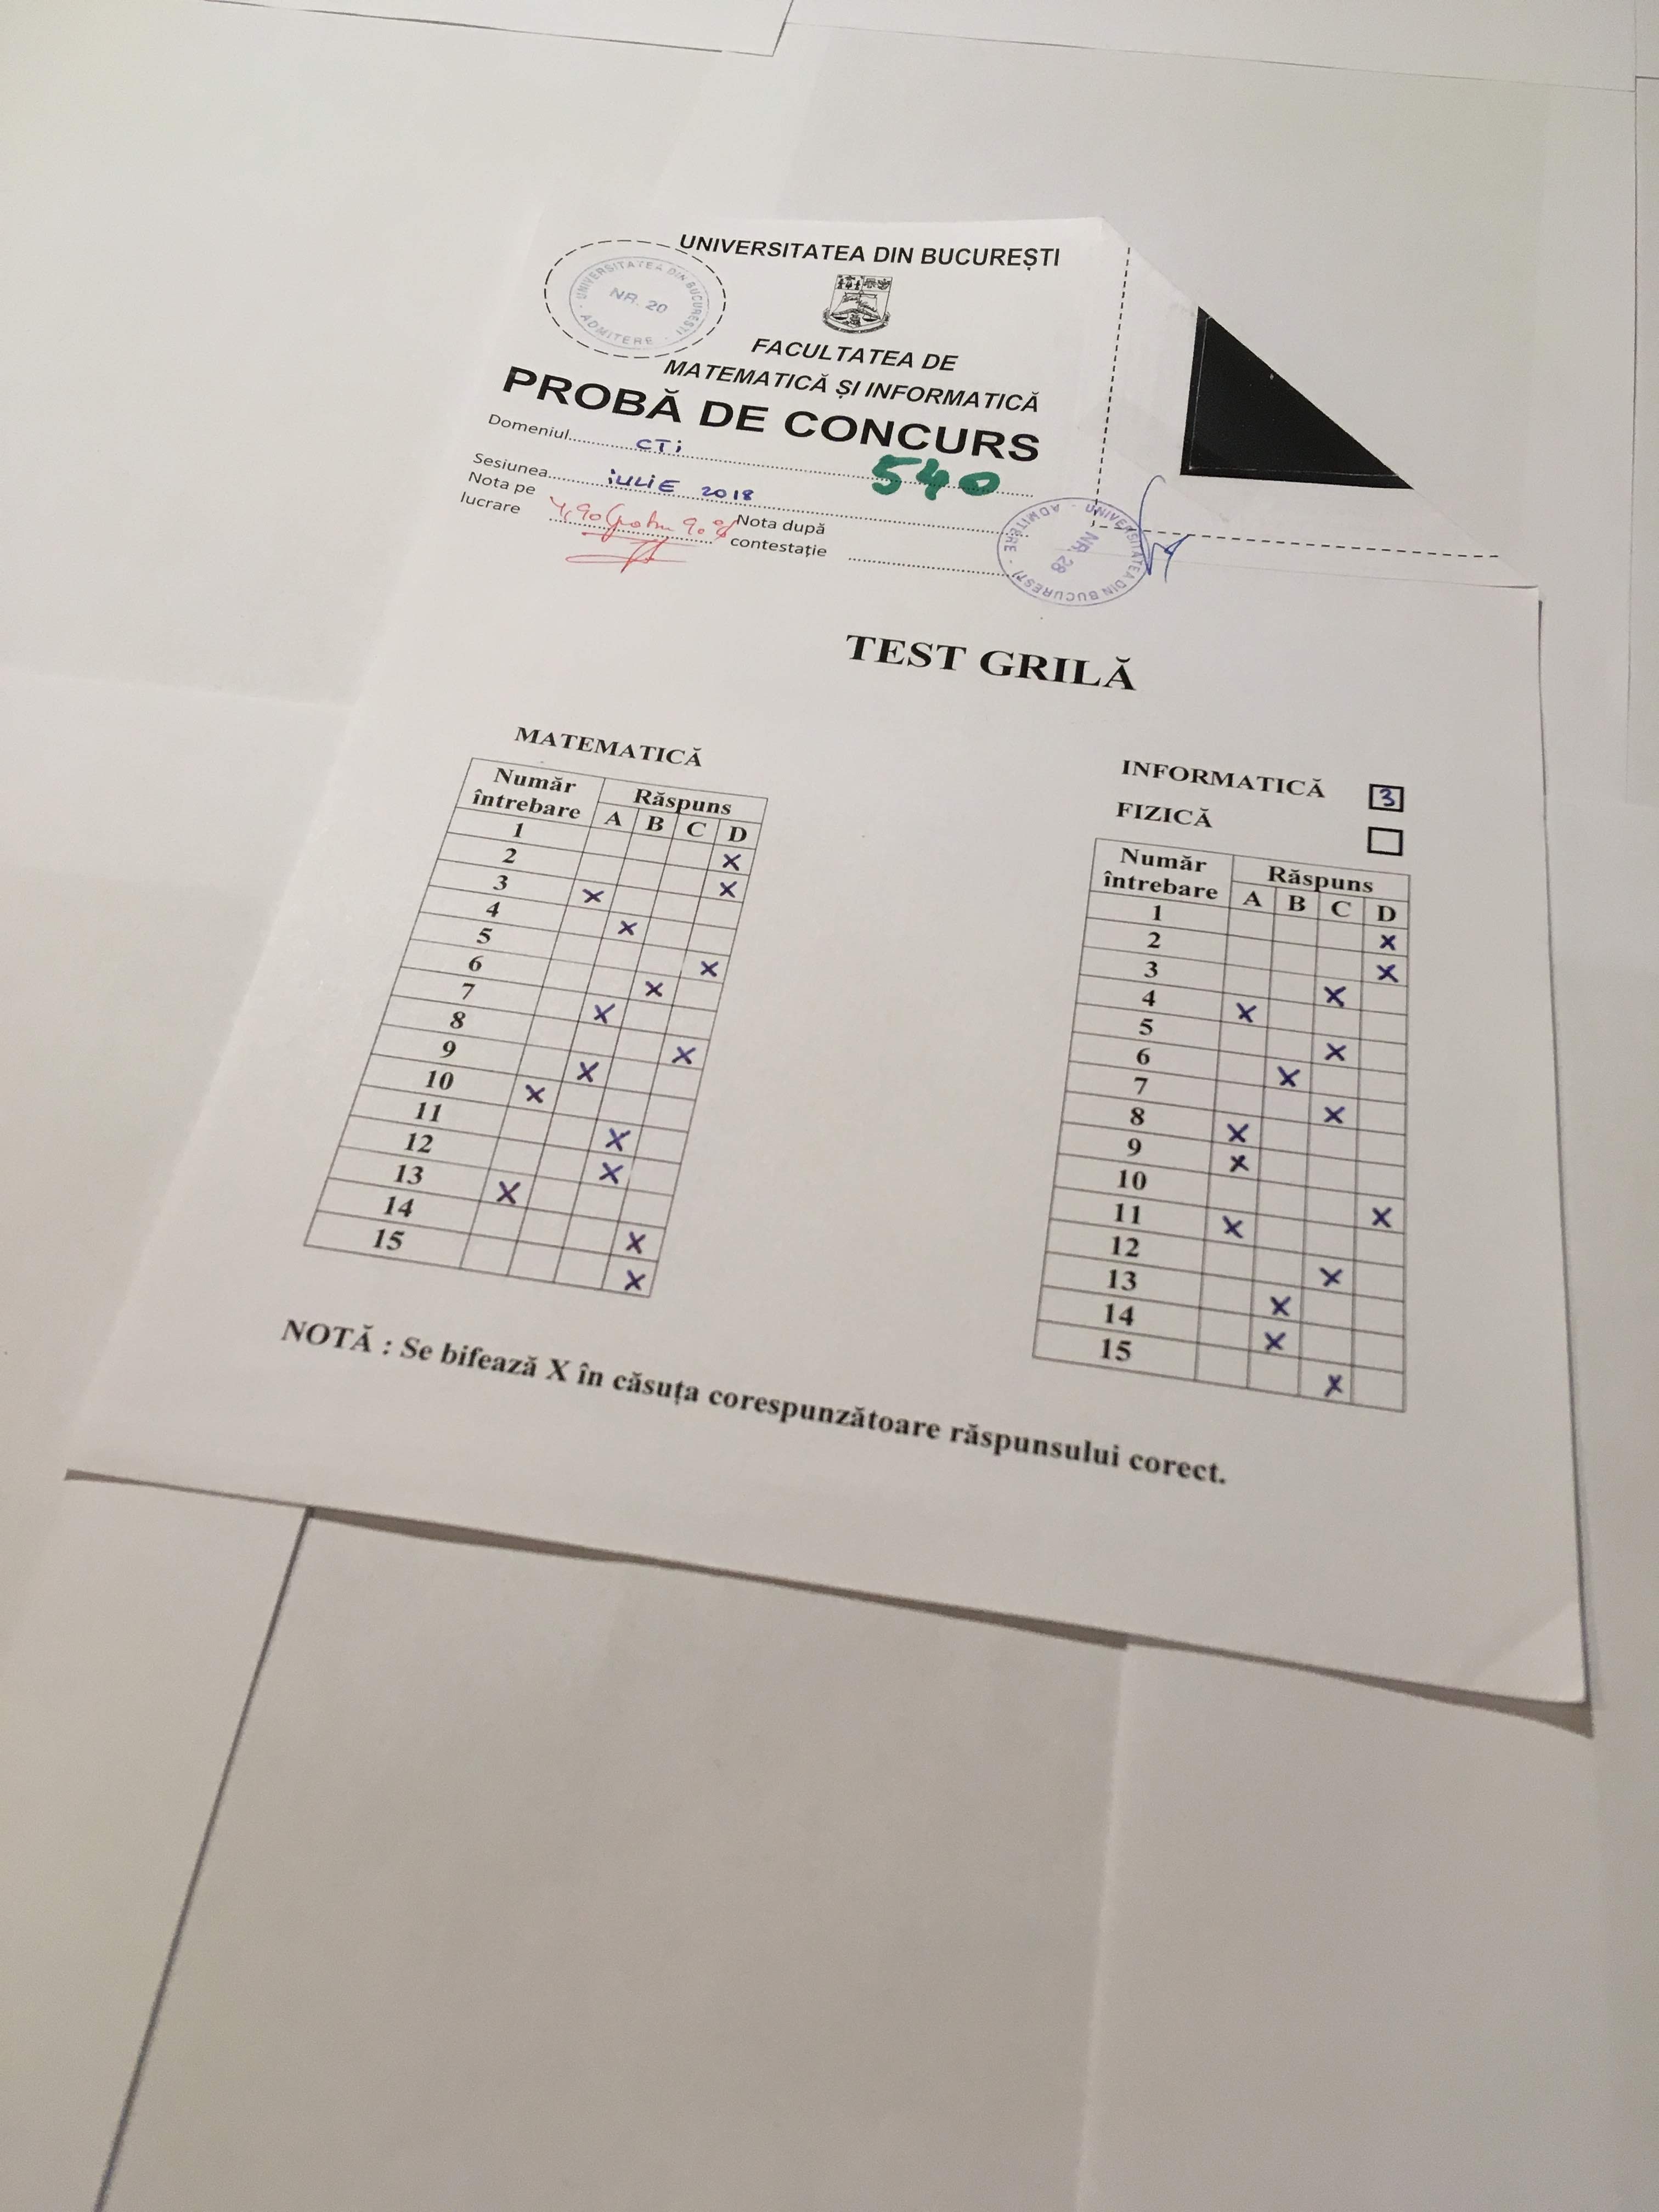 UNIVERSITATEA DIN BUCUREȘTI
UNIVERSITATEA DIN BUCUREȘTI
NR. 20
ADMITERE
FACULTATEA DE
MATEMATICĂ ȘI INFORMATICĂ
PROBĂ DE CONCURS
Domeniul CTi
540
Sesiunea iULiE 2018
Nota pe lucrare 4,90
Nota după contestație
UNIVERSITATEA DIN BUCUREȘTI
NR. 28
ADMITERE
TEST GRILĂ
MATEMATICĂ
Număr întrebare Răspuns
A B C D
1 X
2 X
3 X
4 X
5 X
6 X
7 X
8 X
9 X
10 X
11 X
12 X
13 X
14 X
15 X
INFORMATICĂ 3
FIZICĂ
Număr întrebare Răspuns
A B C D
1 X
2 X
3 X
4 X
5 X
6 X
7 X
8 X
9 X
10 X
11 X
12 X
13 X
14 X
15 X
NOTĂ : Se bifează X în căsuța corespunzătoare răspunsului corect.